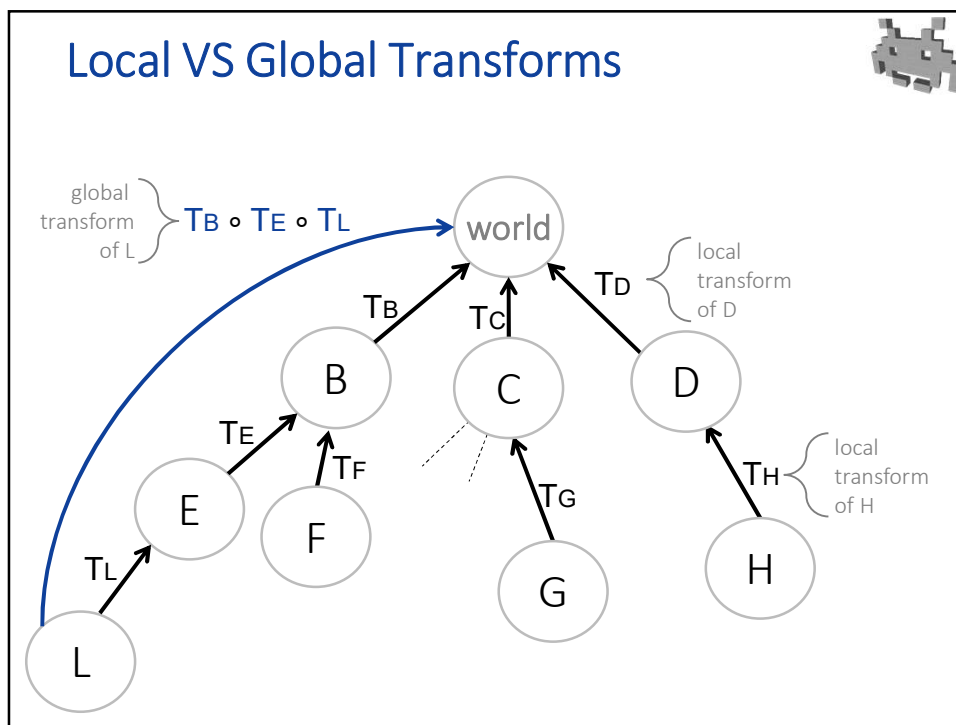 Local VS Global Transforms
global
transform
of L
TB ∘ TE ∘ TL
world
TD
local
transform
of D
TB
TC
B
C
D
TE
TF
TG
TH
local
transform
of H
E
F
G
H
TL
L